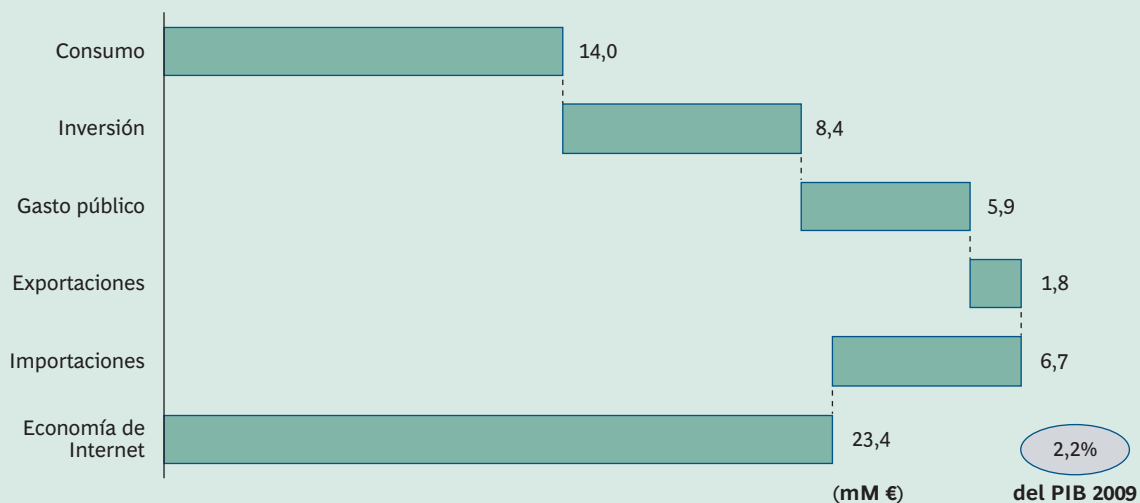 Consumo
14,0
Inversión
8,4
Gasto público
5,9
Exportaciones
1,8
Importaciones
6,7
Economía de
Internet
23,4
2,2%
(mM €)
del PIB 2009